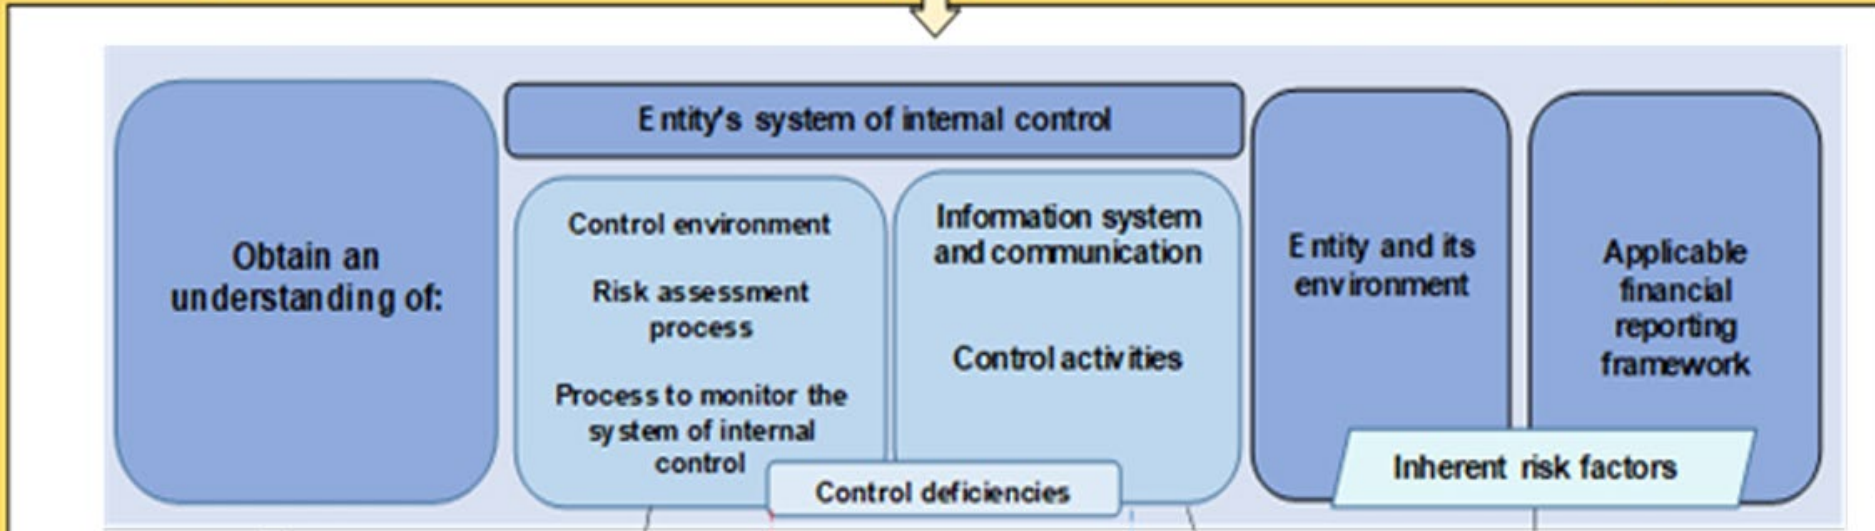 Obtain an
understanding of:
Entity's system of internal control
Control environment
Risk assessment
process
Process to monitor the
system of internal
control
Information system
and communication
Control activities
Control deficiencies
Entity and its
environment
Applicable
financial
reporting
framework
Inherent risk factors